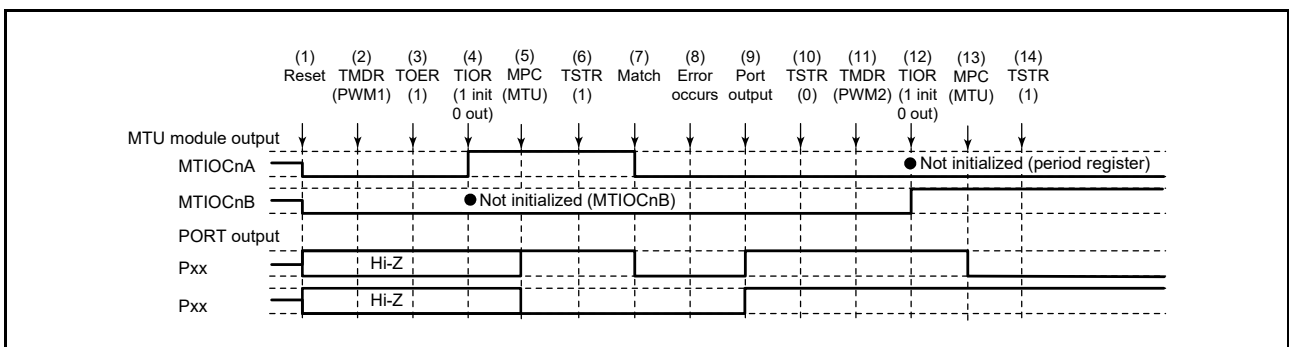 (1) (2) (3) (4) (5) (6) (7) (8) (9) (10) (11) (12) (13) (14)
Reset TMDR TOER TIOR MPC TSTR Match Error Port TSTR TMDR TIOR MPC TSTR
(PWM1) (1) (1 init (MTU) (1) occurs output (0) (PWM2) (1 init (MTU) (1)
0 out) 0 out)
MTU module output
MTIOCnA ● Not initialized (period register)
MTIOCnB ● Not initialized (MTIOCnB)
PORT output
Pxx Hi-Z
Pxx Hi-Z